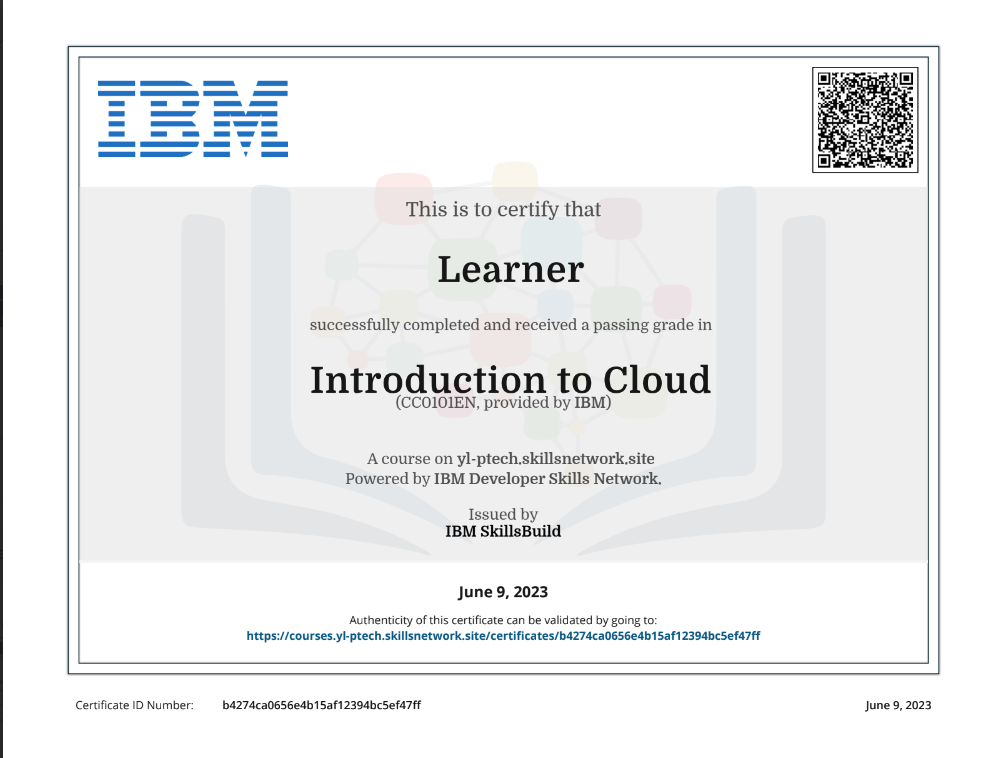 IBM
This is to certify that
Learner
successfully completed and received a passing grade in
Introduction to Cloud
(CC0101EN, provided by IBM)
A course on yl-ptech.skillsnetwork.site
Powered by IBM Developer Skills Network.
Issued by
IBM SkillsBuild
June 9, 2023
Authenticity of this certificate can be validated by going to:
https://courses.yl-ptech.skillsnetwork.site/certificates/b4274ca0656e4b15af12394bc5ef47ff
Certificate ID Number: b4274ca0656e4b15af12394bc5ef47ff June 9, 2023